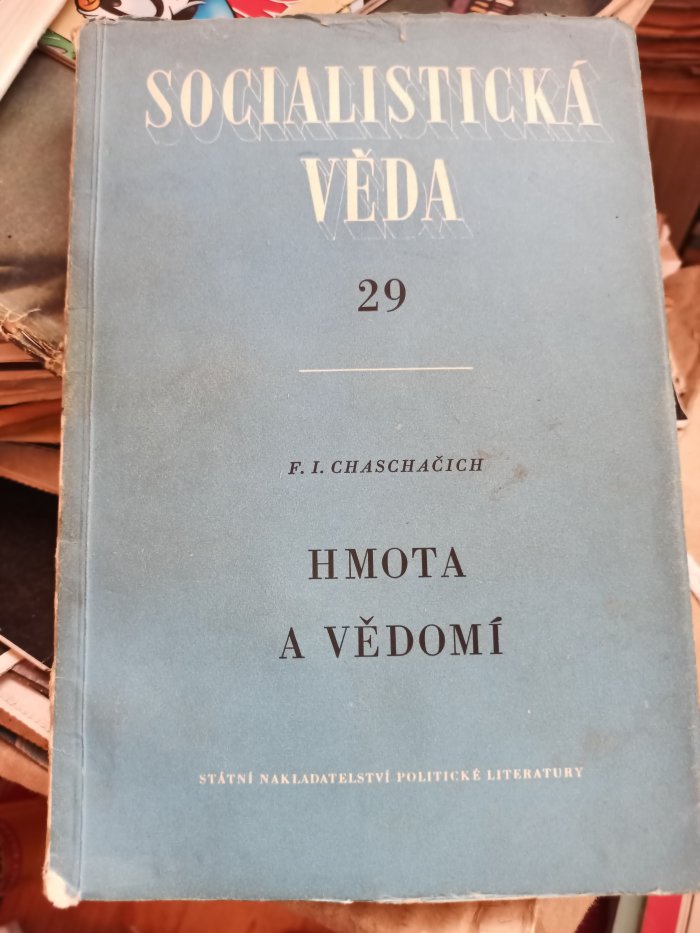 SOCIALISTICKÁ
VĚDA
29
F. I. CHASCHAČICH
HMOTA
A VĚDOMÍ
STÁTNÍ NAKLADATELSTVÍ POLITICKÉ LITERATURY